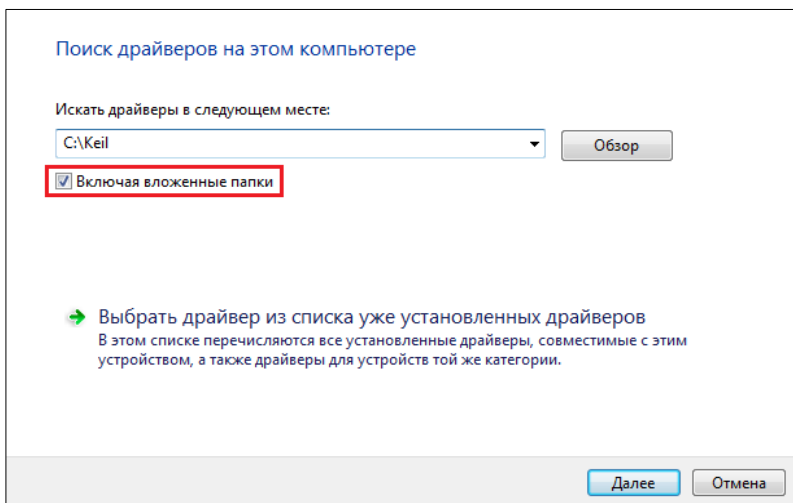 Поиск драйверов на этом компьютере
Искать драйверы в следующем месте:
C:\Keil
Обзор
Включая вложенные папки
Выбрать драйвер из списка уже установленных драйверов
В этом списке перечисляются все установленные драйверы, совместимые с этим
устройством, а также драйверы для устройств той же категории.
Далее
Отмена